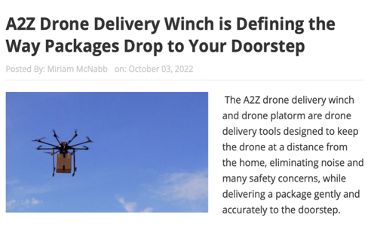 A2Z Drone Delivery Winch is Defining the
Way Packages Drop to Your Doorstep
Posted By: Miriam McNabb on: October 03, 2022
The A2Z drone delivery winch
and drone platorm are drone
delivery tools designed to keep
the drone at a distance from
the home, eliminating noise and
many safety concerns, while
delivering a package gently and
accurately to the doorstep.